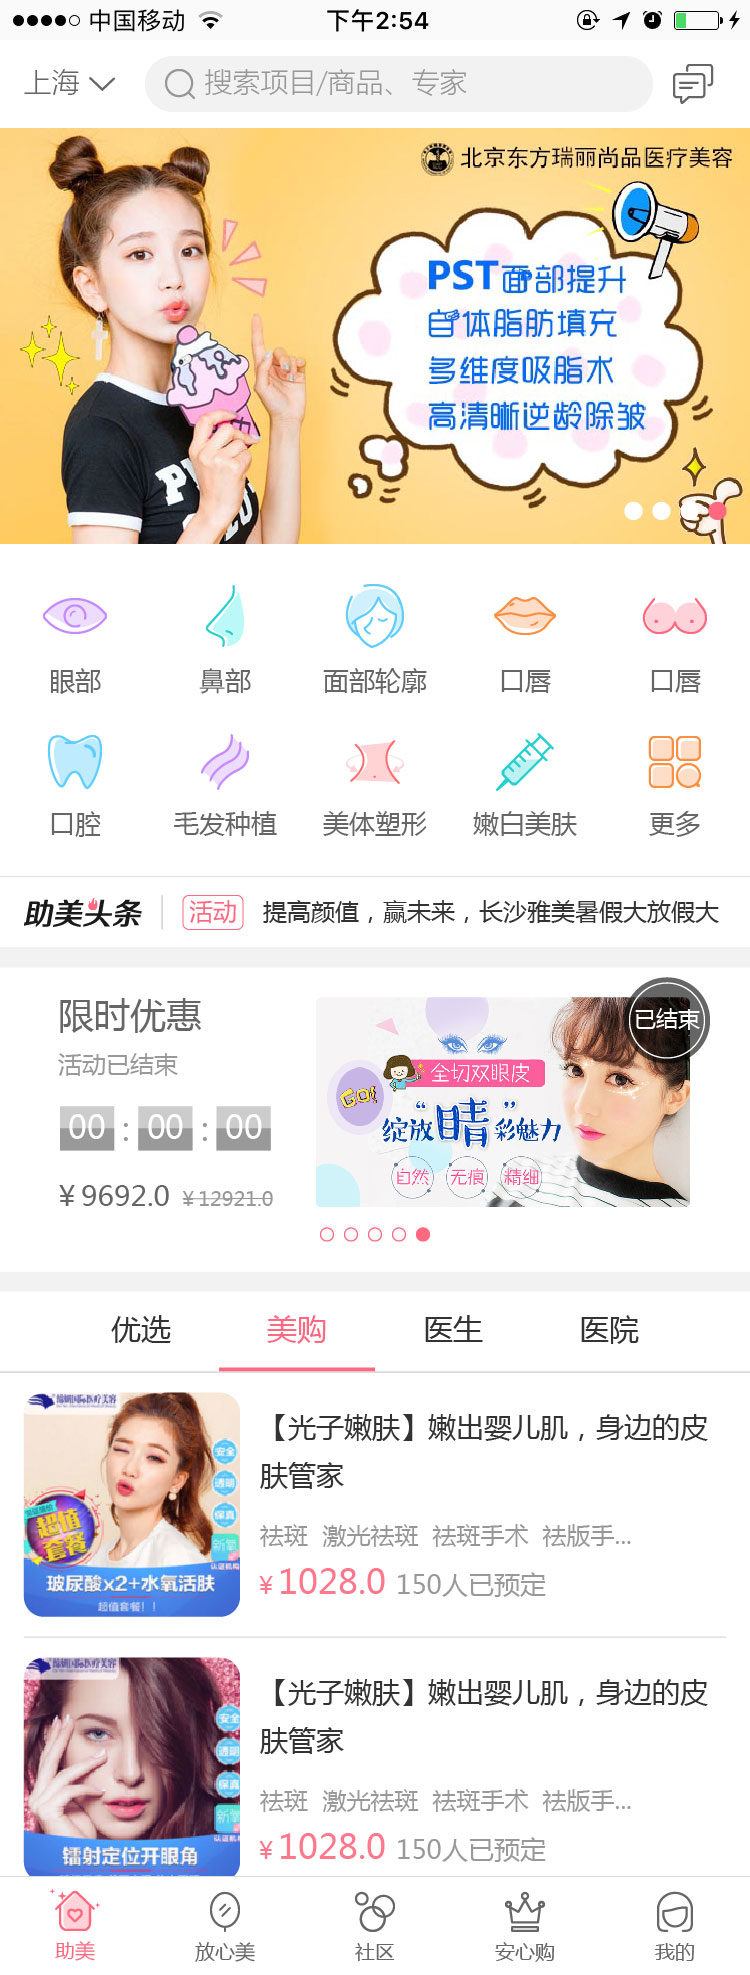 中国移动 下午2:54
上海 搜索项目/商品、专家
北京东方瑞丽尚品医疗美容
PST面部提升
自体脂肪填充
多维度吸脂术
高清晰逆龄除皱
眼部 鼻部 面部轮廓 口唇 口唇
口腔 毛发种植 美体塑形 嫩白美肤 更多
助美头条 活动 提高颜值，赢未来，长沙雅美暑假大放假大
限时优惠
活动已结束
00 : 00 : 00
¥ 9692.0 ¥ 12921.0
已结束
全切双眼皮
GO!
绽放“晴”彩魅力
自然 无痕 精细
优选 美购 医生 医院
【光子嫩肤】嫩出婴儿肌，身边的皮
肤管家
祛斑 激光祛斑 祛斑手术 祛版手...
¥ 1028.0 150人已预定
安全
透明
保真
新氧
认证机构
超值
套餐
玻尿酸x2+水氧活肤
超值套餐！！
【光子嫩肤】嫩出婴儿肌，身边的皮
肤管家
祛斑 激光祛斑 祛斑手术 祛版手...
¥ 1028.0 150人已预定
安全
透明
保真
新氧
认证机构
镭射定位开眼角
助美 放心美 社区 安心购 我的